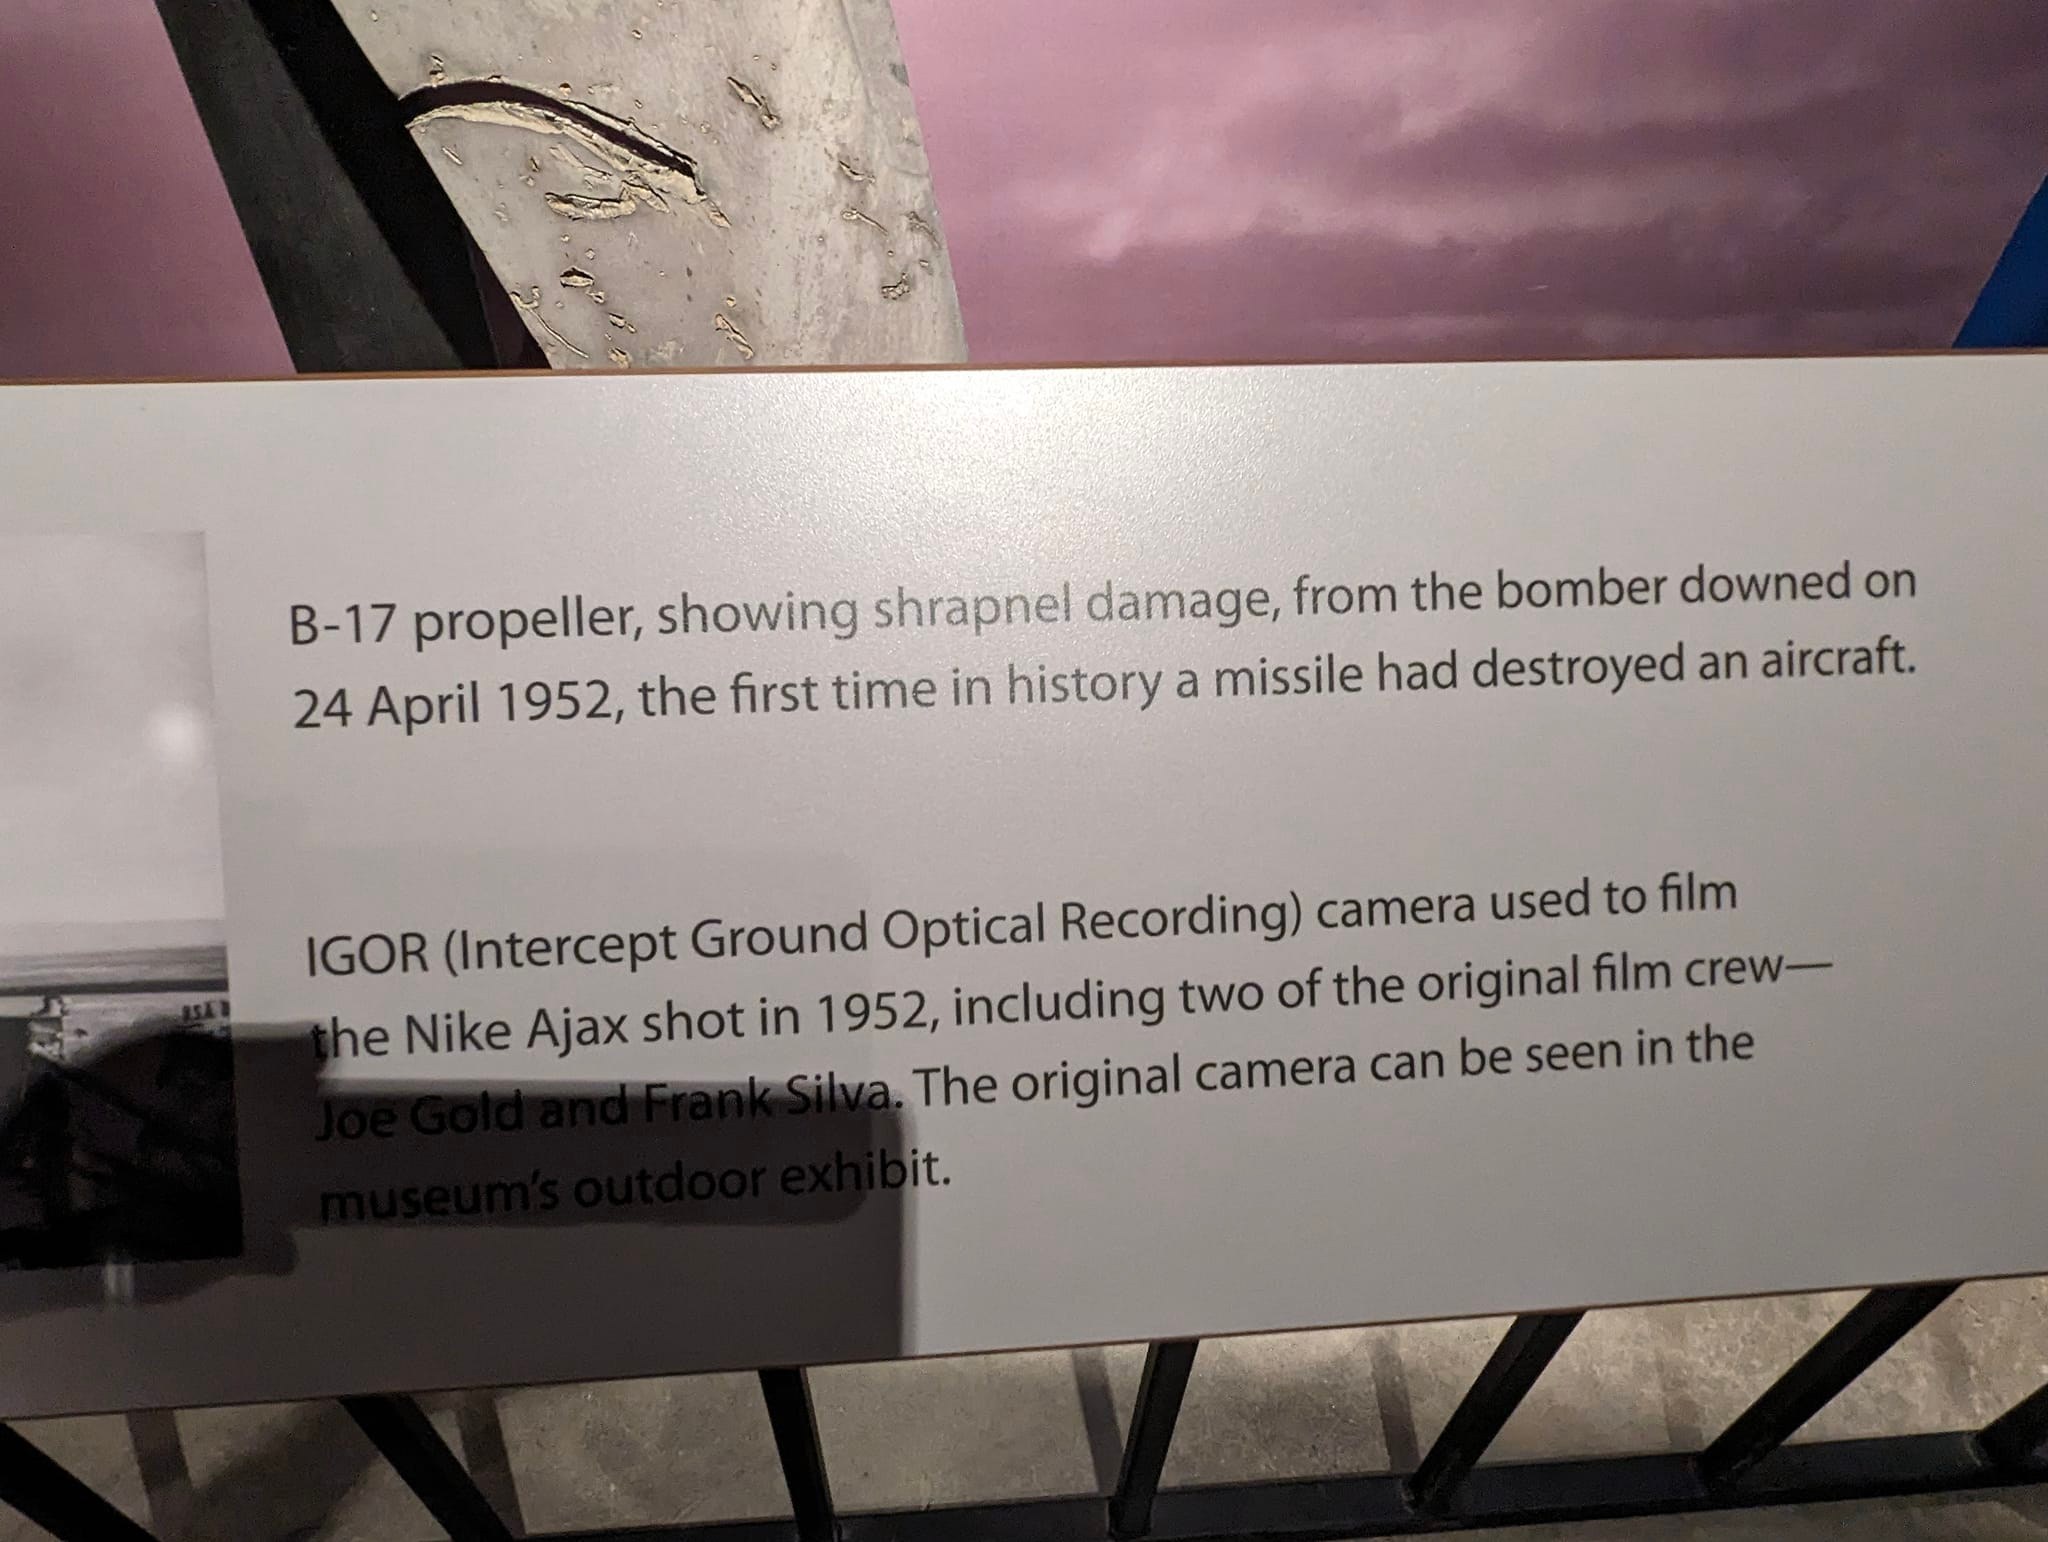 B-17 propeller, showing shrapnel damage, from the bomber downed on
24 April 1952, the first time in history a missile had destroyed an aircraft.
IGOR (Intercept Ground Optical Recording) camera used to film
the Nike Ajax shot in 1952, including two of the original film crew—
Joe Gold and Frank Silva. The original camera can be seen in the
museum's outdoor exhibit.